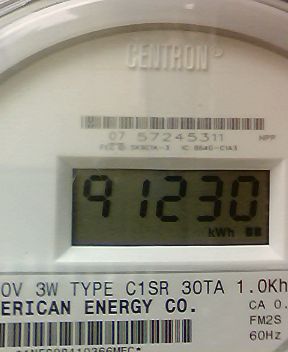 CENTRON®
07 57245311 NPP
91230
kWh
0V 3W TYPE C1SR 30TA 1.0Kh
ERICAN ENERGY CO.
CA 0.
FM2S
60Hz